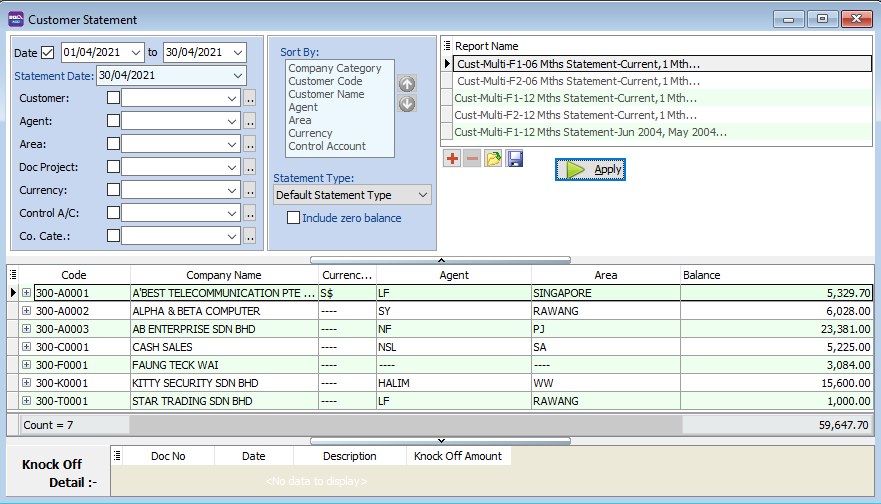 Customer Statement
Date 01/04/2021 to 30/04/2021
Statement Date: 30/04/2021
Customer: ..
Agent: ..
Area: ..
Doc Project: ..
Currency: ..
Control A/C: ..
Co. Cate.: ..
Sort By:
Company Category
Customer Code
Customer Name
Agent
Area
Currency
Control Account
Statement Type:
Default Statement Type
Include zero balance
Report Name
Cust-Multi-F1-06 Mths Statement-Current,1 Mth...
Cust-Multi-F2-06 Mths Statement-Current,1 Mth...
Cust-Multi-F1-12 Mths Statement-Current,1 Mth...
Cust-Multi-F2-12 Mths Statement-Current,1 Mth...
Cust-Multi-F1-12 Mths Statement-Jun 2004, May 2004...
Apply
Code Company Name Currenc... Agent Area Balance
300-A0001 A'BEST TELECOMMUNICATION PTE ... S$ LF SINGAPORE 5,329.70
300-A0002 ALPHA & BETA COMPUTER ---- SY RAWANG 6,028.00
300-A0003 AB ENTERPRISE SDN BHD ---- NF PJ 23,381.00
300-C0001 CASH SALES ---- NSL SA 5,225.00
300-F0001 FAUNG TECK WAI ---- ---- ---- 3,084.00
300-K0001 KITTY SECURITY SDN BHD ---- HALIM WW 15,600.00
300-T0001 STAR TRADING SDN BHD ---- LF RAWANG 1,000.00
Count = 7 59,647.70
Knock Off
Detail :-
Doc No Date Description Knock Off Amount
<No data to display>